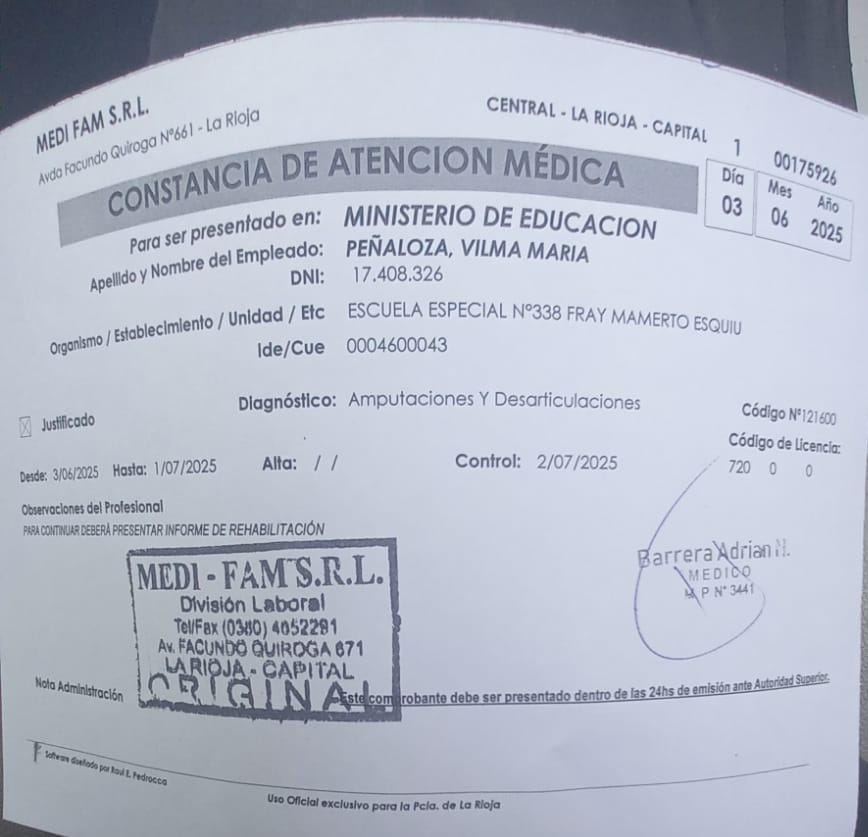 MEDI FAM S.R.L.
Avda Facundo Quiroga Nº661 - La Rioja
CENTRAL - LA RIOJA - CAPITAL
1 00175926
CONSTANCIA DE ATENCION MÉDICA
Día Mes Año
03 06 2025
Para ser presentado en: MINISTERIO DE EDUCACION
Apellido y Nombre del Empleado: PEÑALOZA, VILMA MARIA
DNI: 17.408.326
Organismo / Establecimiento / Unidad / Etc ESCUELA ESPECIAL Nº338 FRAY MAMERTO ESQUIU
Ide/Cue 0004600043
Diagnóstico: Amputaciones Y Desarticulaciones
Código Nº121600
Justificado
Código de Licencia:
720 0 0
Desde: 3/06/2025 Hasta: 1/07/2025 Alta: / / Control: 2/07/2025
Observaciones del Profesional
PARA CONTINUAR DEBERÀ PRESENTAR INFORME DE REHABILITACIÓN
MEDI - FAM S.R.L.
División Laboral
Tel/Fax (0380) 4052291
Av. FACUNDO QUIROGA 671
LA RIOJA - CAPITAL
ORIGINAL
Barrera Adrian N.
MEDICO
M P Nº 3441
Nota Administración
Este comprobante debe ser presentado dentro de las 24hs de emisión ante Autoridad Superior.
Software diseñado por Raul E. Pedrocca
Uso Oficial exclusivo para la Pcia. de La Rioja